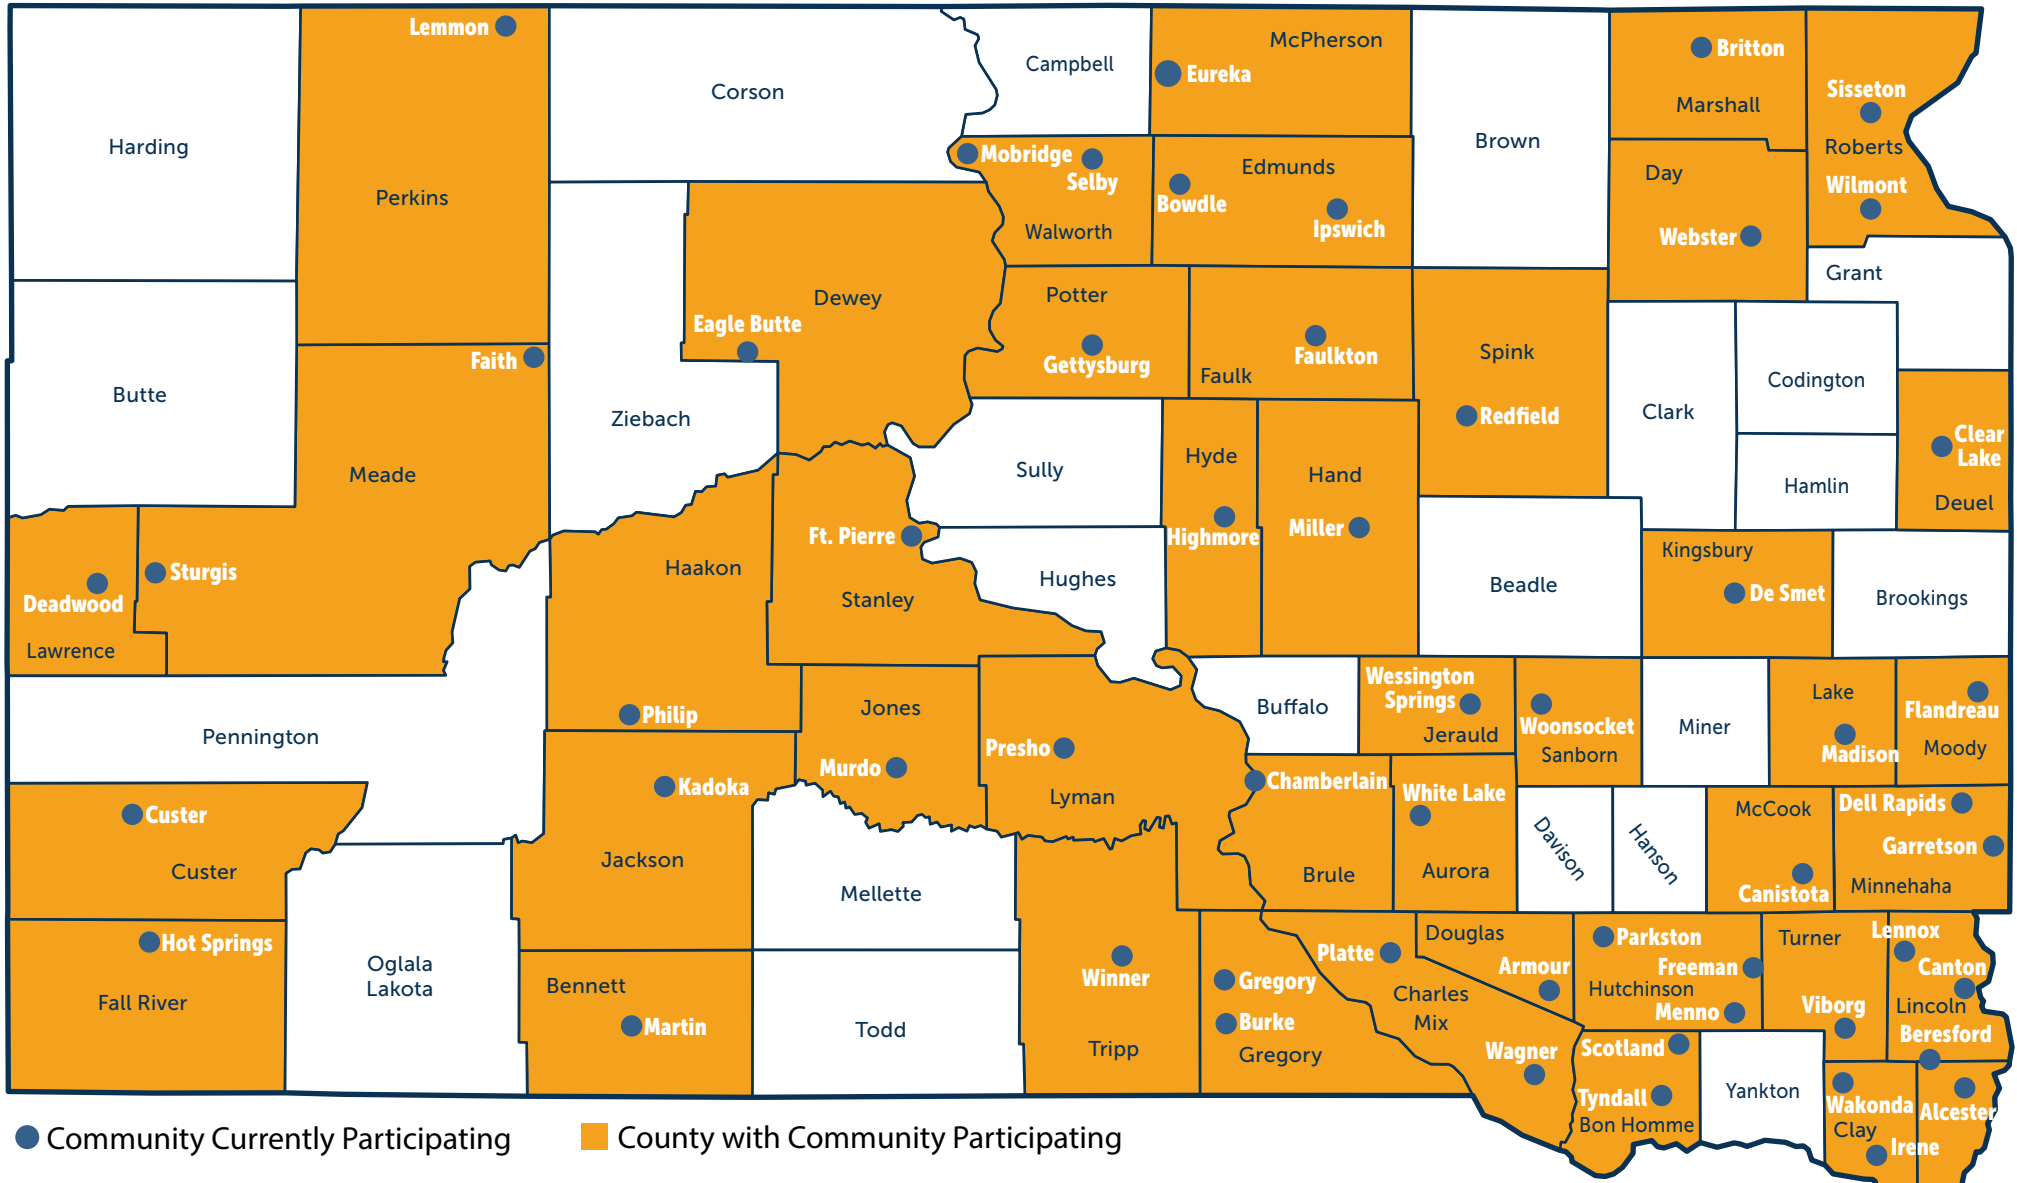 Lemmon
Harding
Perkins
Corson
Campbell
McPherson
Eureka
Brown
Britton
Marshall
Sisseton
Roberts
Wilmont
Mobridge
Selby
Walworth
Edmunds
Bowdle
Ipswich
Day
Webster
Grant
Butte
Faith
Meade
Ziebach
Dewey
Eagle Butte
Potter
Gettysburg
Faulkton
Faulk
Spink
Redfield
Clark
Codington
Hamlin
Clear
Lake
Deuel
Sully
Hyde
Highmore
Hand
Miller
Deadwood
Lawrence
Sturgis
Haakon
Philip
Ft. Pierre
Stanley
Hughes
Beadle
Kingsbury
De Smet
Brookings
Pennington
Jones
Murdo
Presho
Lyman
Buffalo
Wessington
Springs
Jerauld
Woonsocket
Sanborn
Miner
Lake
Madison
Flandreau
Moody
Custer
Custer
Kadoka
Jackson
Mellette
Chamberlain
Brule
White Lake
Aurora
Davison
Hanson
McCook
Canistota
Dell Rapids
Garretson
Minnehaha
Hot Springs
Fall River
Oglala
Lakota
Bennett
Martin
Todd
Winner
Tripp
Gregory
Burke
Gregory
Platte
Charles
Mix
Wagner
Douglas
Armour
Parkston
Freeman
Hutchinson
Menno
Turner
Viborg
Lennox
Canton
Lincoln
Beresford
Scotland
Tyndall
Bon Homme
Yankton
Wakonda
Clay
Irene
Alcester
Community Currently Participating
County with Community Participating